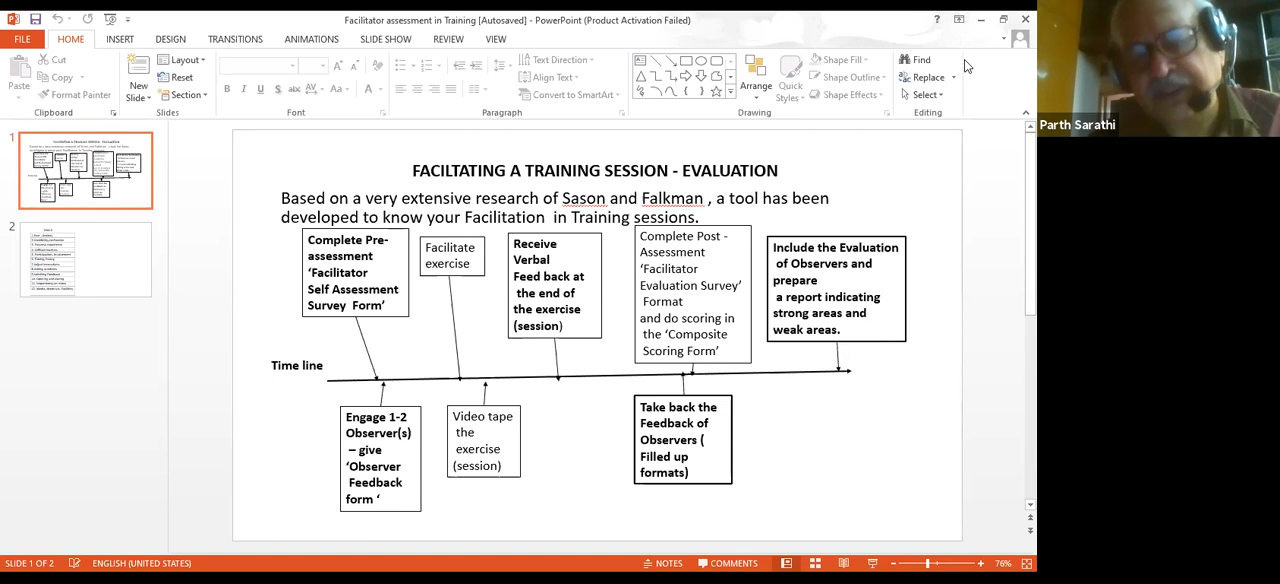 Facilitator assessment in Training [Autosaved] - PowerPoint (Product Activation Failed)
FILE HOME INSERT DESIGN TRANSITIONS ANIMATIONS SLIDE SHOW REVIEW VIEW
Paste
Cut
Copy
Format Painter
Clipboard
New
Slide
Layout
Reset
Section
Slides
B I U S abc AV Aa A
Font
Text Direction
Align Text
Convert to SmartArt
Paragraph
Arrange
Quick
Styles
Shape Fill
Shape Outline
Shape Effects
Drawing
Find
Replace
Select
Editing
Parth Sarathi
1
2
FACILTATING A TRAINING SESSION - EVALUATION
Based on a very extensive research of Sason and Falkman , a tool has been
developed to know your Facilitation in Training sessions.
Complete Pre-
assessment
‘Facilitator
Self Assessment
Survey Form’
Facilitate
exercise
Receive
Verbal
Feed back at
the end of
the exercise
(session)
Complete Post -
Assessment
‘Facilitator
Evaluation Survey’
Format
and do scoring in
the ‘Composite
Scoring Form’
Include the Evaluation
of Observers and
prepare
a report indicating
strong areas and
weak areas.
Time line
Engage 1-2
Observer(s)
– give
‘Observer
Feedback
form ‘
Video tape
the
exercise
(session)
Take back the
Feedback of
Observers (
Filled up
formats)
SLIDE 1 OF 2 ENGLISH (UNITED STATES) NOTES COMMENTS 76%